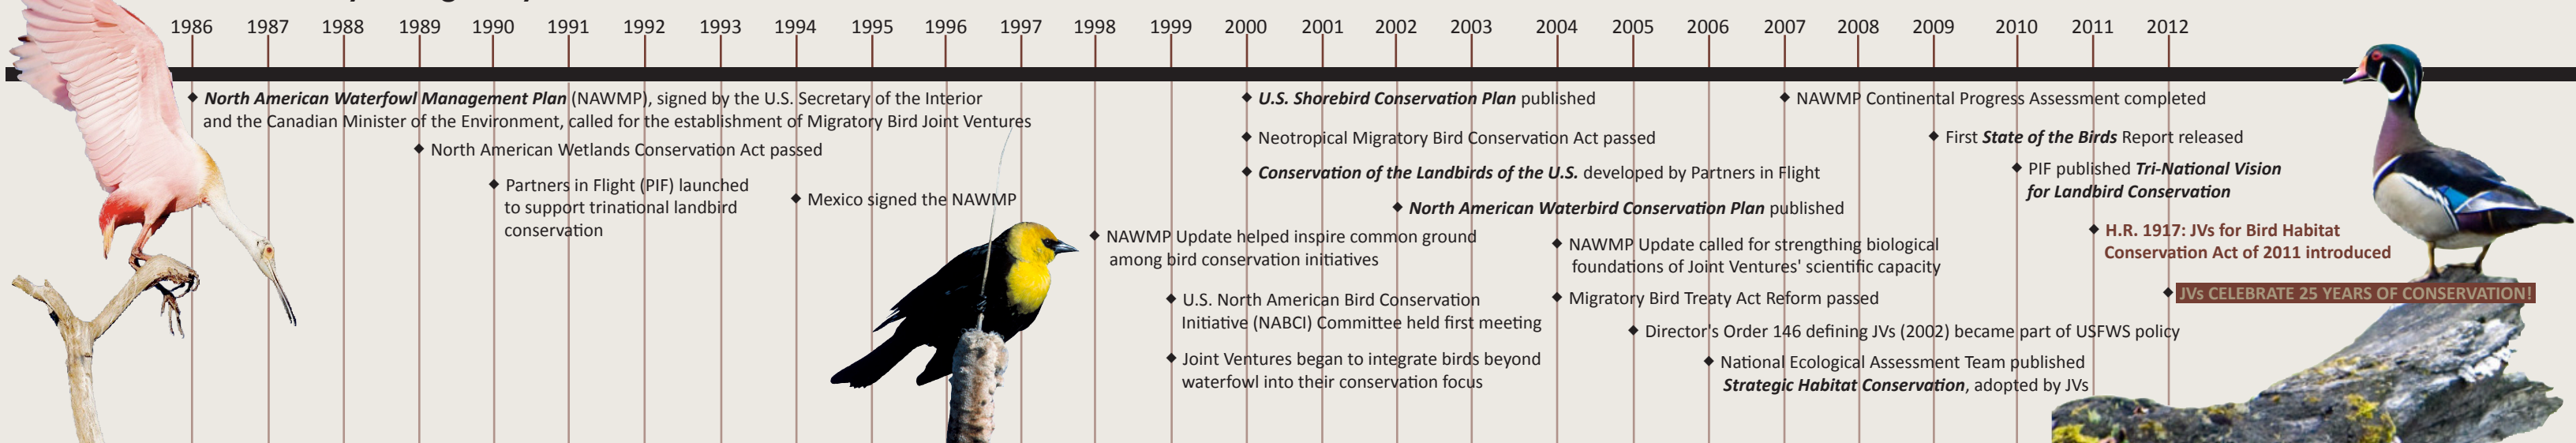 1986 1987 1988 1989 1990 1991 1992 1993 1994 1995 1996 1997 1998 1999 2000 2001 2002 2003 2004 2005 2006 2007 2008 2009 2010 2011 2012
North American Waterfowl Management Plan (NAWMP), signed by the U.S. Secretary of the Interior
and the Canadian Minister of the Environment, called for the establishment of Migratory Bird Joint Ventures
North American Wetlands Conservation Act passed
Partners in Flight (PIF) launched
to support trinational landbird
conservation
Mexico signed the NAWMP
NAWMP Update helped inspire common ground
among bird conservation initiatives
U.S. North American Bird Conservation
Initiative (NABCI) Committee held first meeting
Joint Ventures began to integrate birds beyond
waterfowl into their conservation focus
U.S. Shorebird Conservation Plan published
Neotropical Migratory Bird Conservation Act passed
Conservation of the Landbirds of the U.S. developed by Partners in Flight
North American Waterbird Conservation Plan published
NAWMP Update called for strengthing biological
foundations of Joint Ventures' scientific capacity
Migratory Bird Treaty Act Reform passed
Director's Order 146 defining JVs (2002) became part of USFWS policy
National Ecological Assessment Team published
Strategic Habitat Conservation, adopted by JVs
NAWMP Continental Progress Assessment completed
First State of the Birds Report released
PIF published Tri-National Vision
for Landbird Conservation
H.R. 1917: JVs for Bird Habitat
Conservation Act of 2011 introduced
JVs CELEBRATE 25 YEARS OF CONSERVATION!